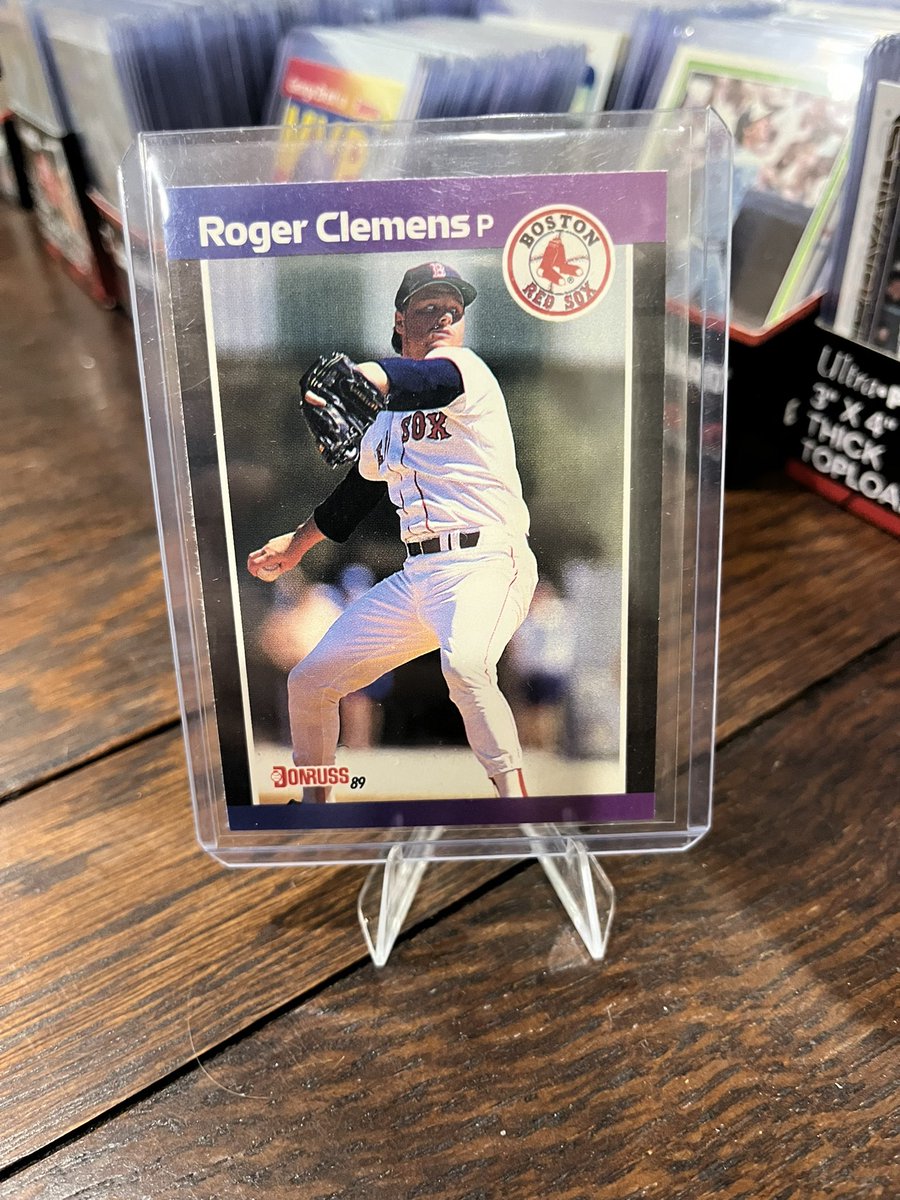 MVP
Roger Clemens P
BOSTON
RED SOX
B
SOX
DONRUSS 89
Ultra
3" X 4"
THICK
TOPLOA